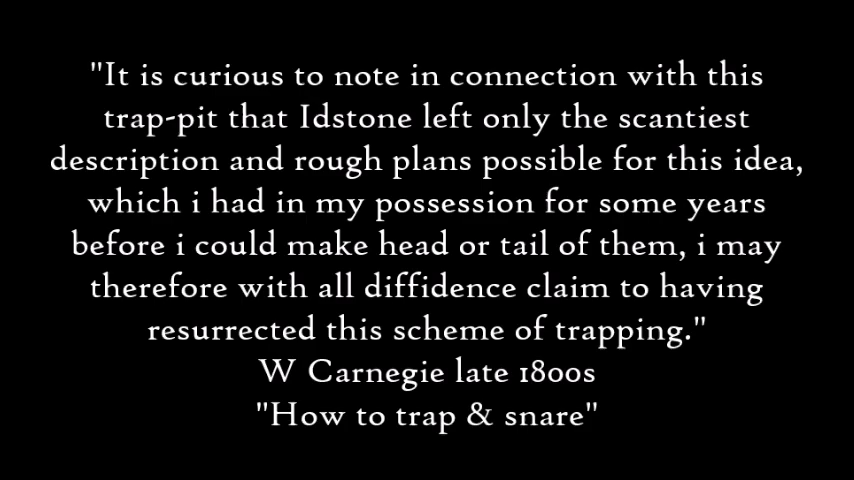 "It is curious to note in connection with this
trap-pit that Idstone left only the scantiest
description and rough plans possible for this idea,
which i had in my possession for some years
before i could make head or tail of them, i may
therefore with all diffidence claim to having
resurrected this scheme of trapping."
W Carnegie late 1800s
"How to trap & snare"